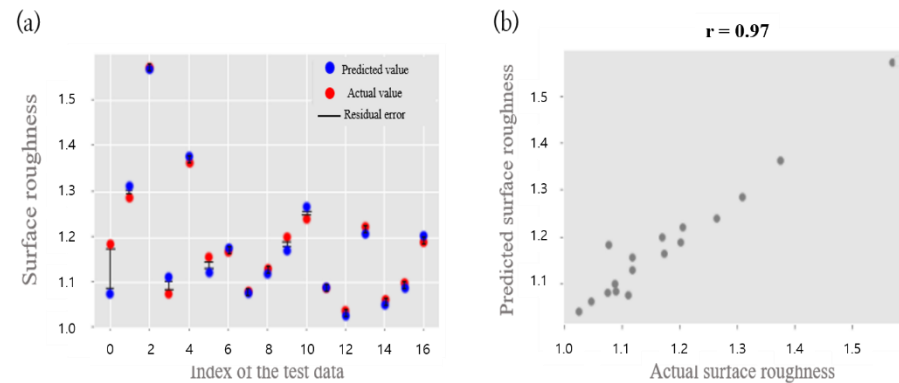 (a)
Surface roughness
1.5
1.4
1.3
1.2
1.1
1.0
Predicted value
Actual value
Residual error
0 2 4 6 8 10 12 14 16
Index of the test data
(b)
r = 0.97
Predicted surface roughness
1.5
1.4
1.3
1.2
1.1
1.0 1.1 1.2 1.3 1.4 1.5
Actual surface roughness